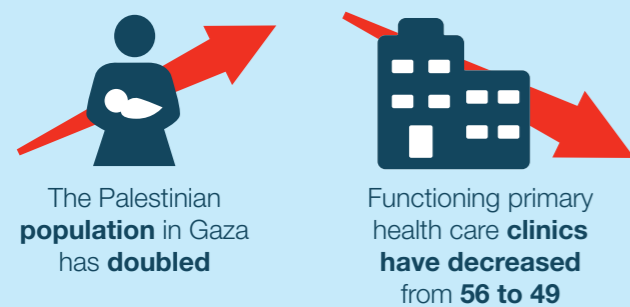 The Palestinian
population in Gaza
has doubled
Functioning primary
health care clinics
have decreased
from 56 to 49